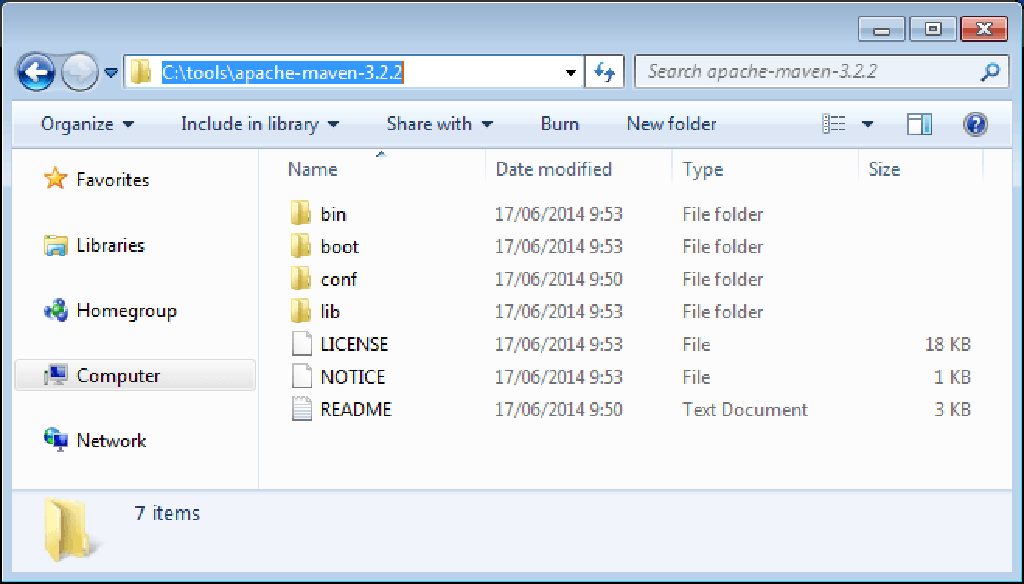 C:\tools\apache-maven-3.2.2 Search apache-maven-3.2.2
Organize Include in library Share with Burn New folder
Favorites
Libraries
Homegroup
Computer
Network
Name Date modified Type Size
bin 17/06/2014 9:53 File folder
boot 17/06/2014 9:53 File folder
conf 17/06/2014 9:50 File folder
lib 17/06/2014 9:53 File folder
LICENSE 17/06/2014 9:53 File 18 KB
NOTICE 17/06/2014 9:53 File 1 KB
README 17/06/2014 9:50 Text Document 3 KB
7 items